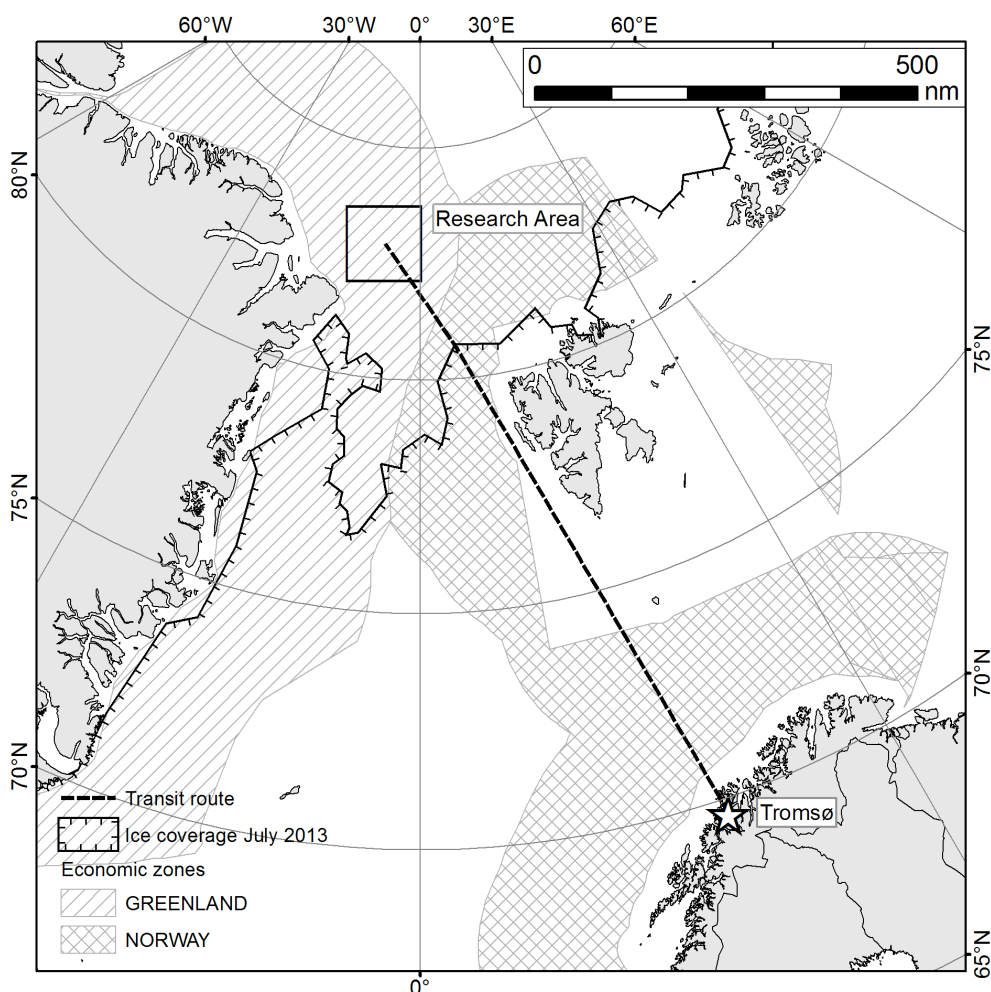 60°W 30°W 0° 30°E 60°E
0 500
nm
80°N
Research Area
75°N
75°N
70°N
70°N
Transit route
Tromsø
Ice coverage July 2013
Economic zones
GREENLAND
NORWAY
65°N
0°